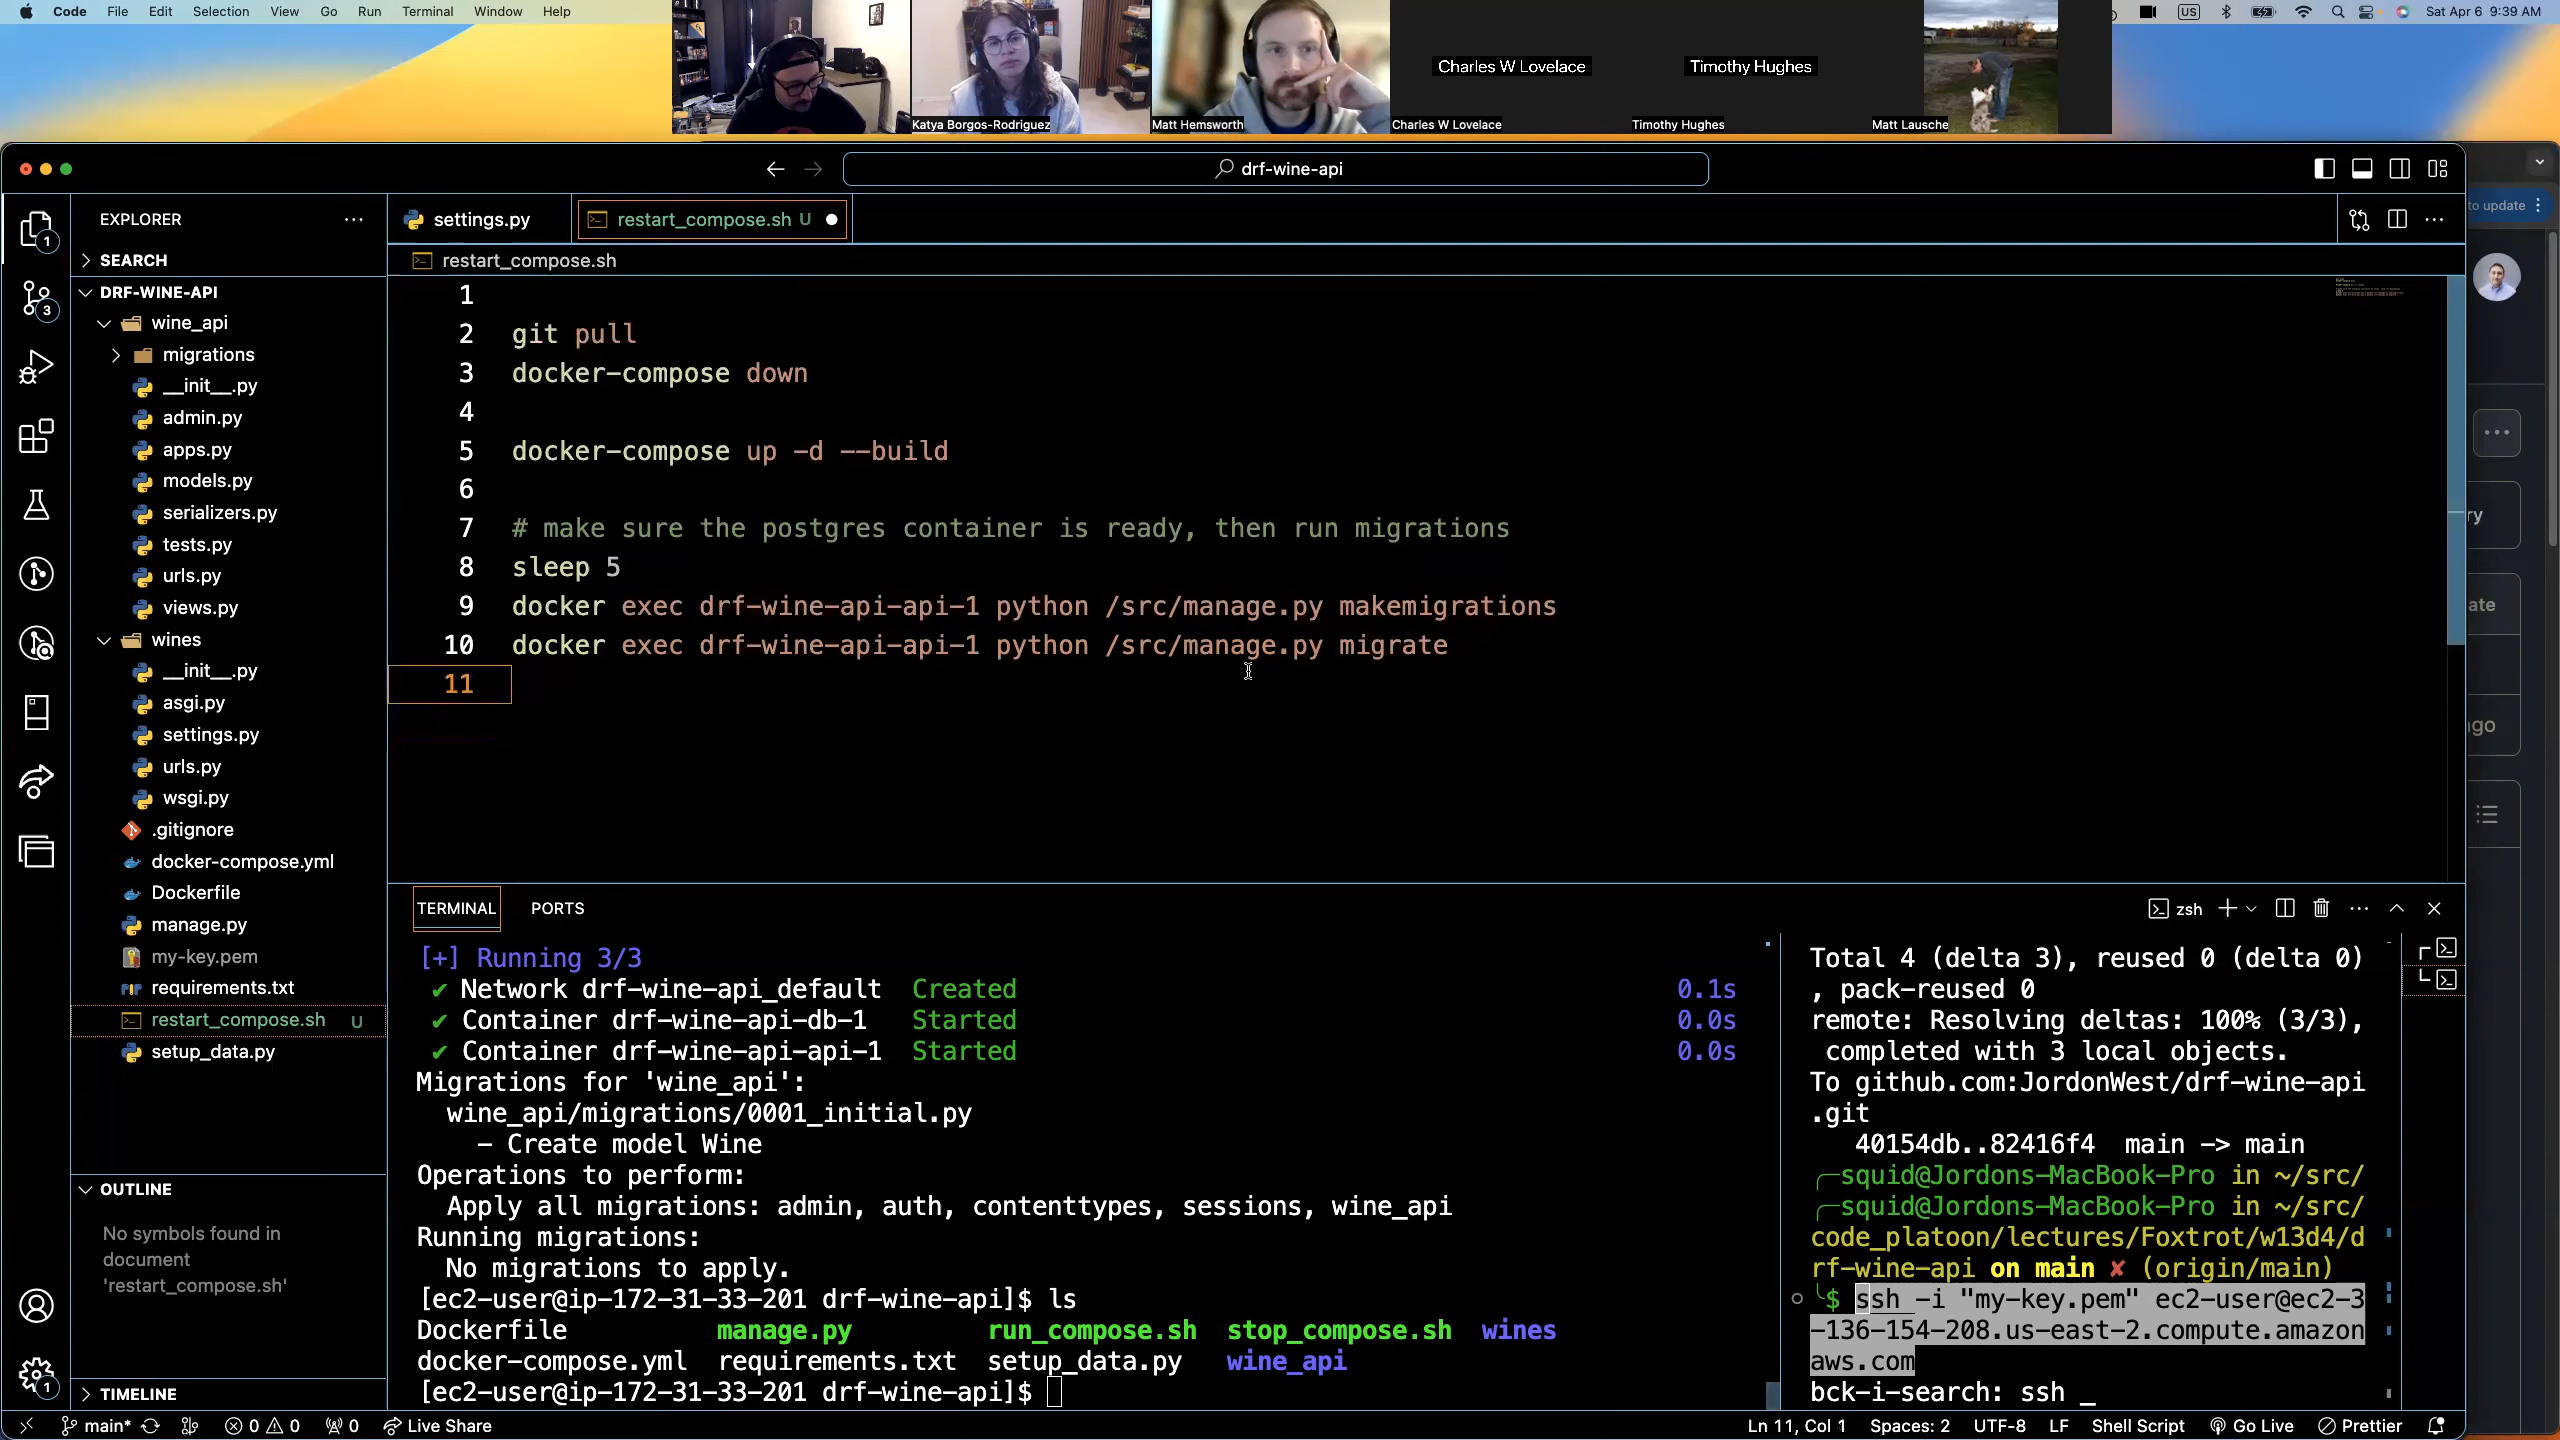 Code File Edit Selection View Go Run Terminal Window Help
US Sat Apr 6 9:39 AM
Charles W Lovelace
Timothy Hughes
Katya Borgos-Rodriguez
Matt Hemsworth
Charles W Lovelace
Timothy Hughes
Matt Lausche
drf-wine-api
to update
EXPLORER
settings.py
restart_compose.sh U
SEARCH
restart_compose.sh
DRF-WINE-API
wine_api
migrations
__init__.py
admin.py
apps.py
models.py
serializers.py
tests.py
urls.py
views.py
wines
__init__.py
asgi.py
settings.py
urls.py
wsgi.py
.gitignore
docker-compose.yml
Dockerfile
manage.py
my-key.pem
requirements.txt
restart_compose.sh U
setup_data.py
OUTLINE
No symbols found in
document
'restart_compose.sh'
TIMELINE
1
3
1
1
2 git pull
3 docker-compose down
4
5 docker-compose up -d --build
6
7 # make sure the postgres container is ready, then run migrations
8 sleep 5
9 docker exec drf-wine-api-api-1 python /src/manage.py makemigrations
10 docker exec drf-wine-api-api-1 python /src/manage.py migrate
11
ry
ate
ago
TERMINAL PORTS
zsh
[+] Running 3/3
✔ Network drf-wine-api_default Created 0.1s
✔ Container drf-wine-api-db-1 Started 0.0s
✔ Container drf-wine-api-api-1 Started 0.0s
Migrations for 'wine_api':
wine_api/migrations/0001_initial.py
- Create model Wine
Operations to perform:
Apply all migrations: admin, auth, contenttypes, sessions, wine_api
Running migrations:
No migrations to apply.
[ec2-user@ip-172-31-33-201 drf-wine-api]$ ls
Dockerfile manage.py run_compose.sh stop_compose.sh wines
docker-compose.yml requirements.txt setup_data.py wine_api
[ec2-user@ip-172-31-33-201 drf-wine-api]$
Total 4 (delta 3), reused 0 (delta 0)
, pack-reused 0
remote: Resolving deltas: 100% (3/3),
completed with 3 local objects.
To github.com:JordonWest/drf-wine-api
.git
40154db..82416f4 main -> main
╭─squid@Jordons-MacBook-Pro in ~/src/
╭─squid@Jordons-MacBook-Pro in ~/src/
code_platoon/lectures/Foxtrot/w13d4/d
rf-wine-api on main ✘ (origin/main)
╰$ ssh -i "my-key.pem" ec2-user@ec2-3
-136-154-208.us-east-2.compute.amazon
aws.com
bck-i-search: ssh _
main* 0 0 0 Live Share
Ln 11, Col 1 Spaces: 2 UTF-8 LF Shell Script Go Live Prettier